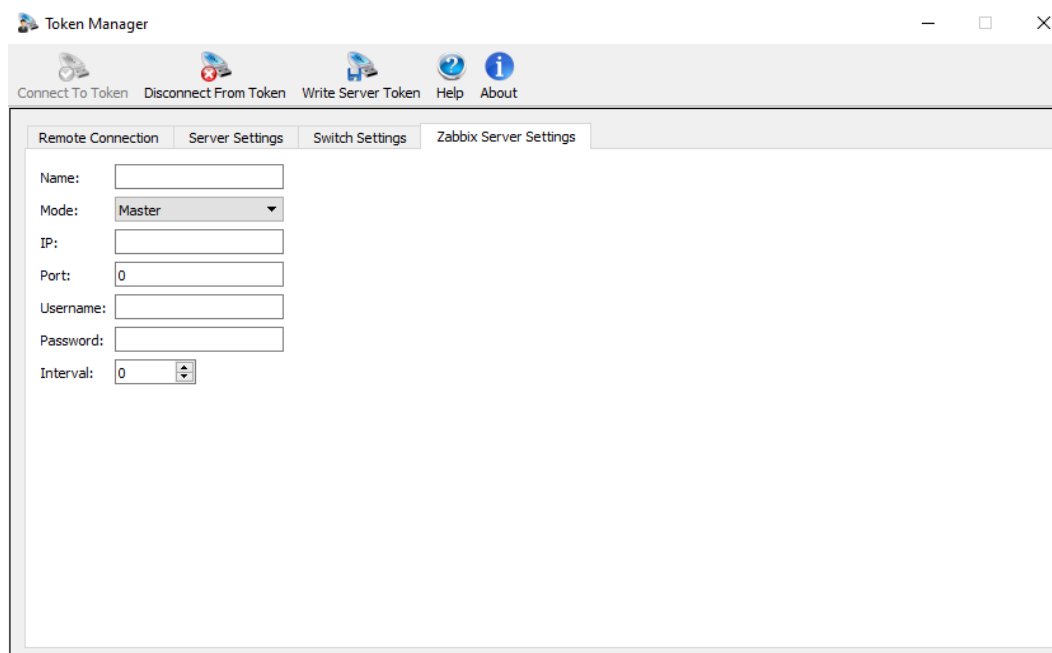 Token Manager
Connect To Token Disconnect From Token Write Server Token Help About
Remote Connection Server Settings Switch Settings Zabbix Server Settings
Name:
Mode: Master
IP:
Port: 0
Username:
Password:
Interval: 0